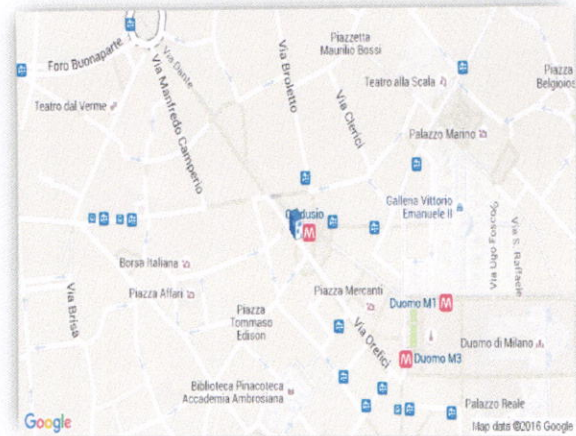 Foro Buonaparte
Via Dante
Via Manfredo Camperio
Via Broletto
Piazzetta
Maurilio Bossi
Via Clerici
Teatro alla Scala
Piazza
Belgioios
Teatro dal Verme
Palazzo Marino
Galleria Vittorio
Emanuele II
Via Ugo Foscolo
Via S. Raffaele
M
Borsa Italiana
Piazza Affari
Via Brisa
Piazza
Tommaso
Edison
Piazza Mercanti
Via Orefici
Duomo M1 M
M Duomo M3
Duomo di Milano
Biblioteca Pinacoteca
Accademia Ambrosiana
Palazzo Reale
Google
Map data ©2016 Google